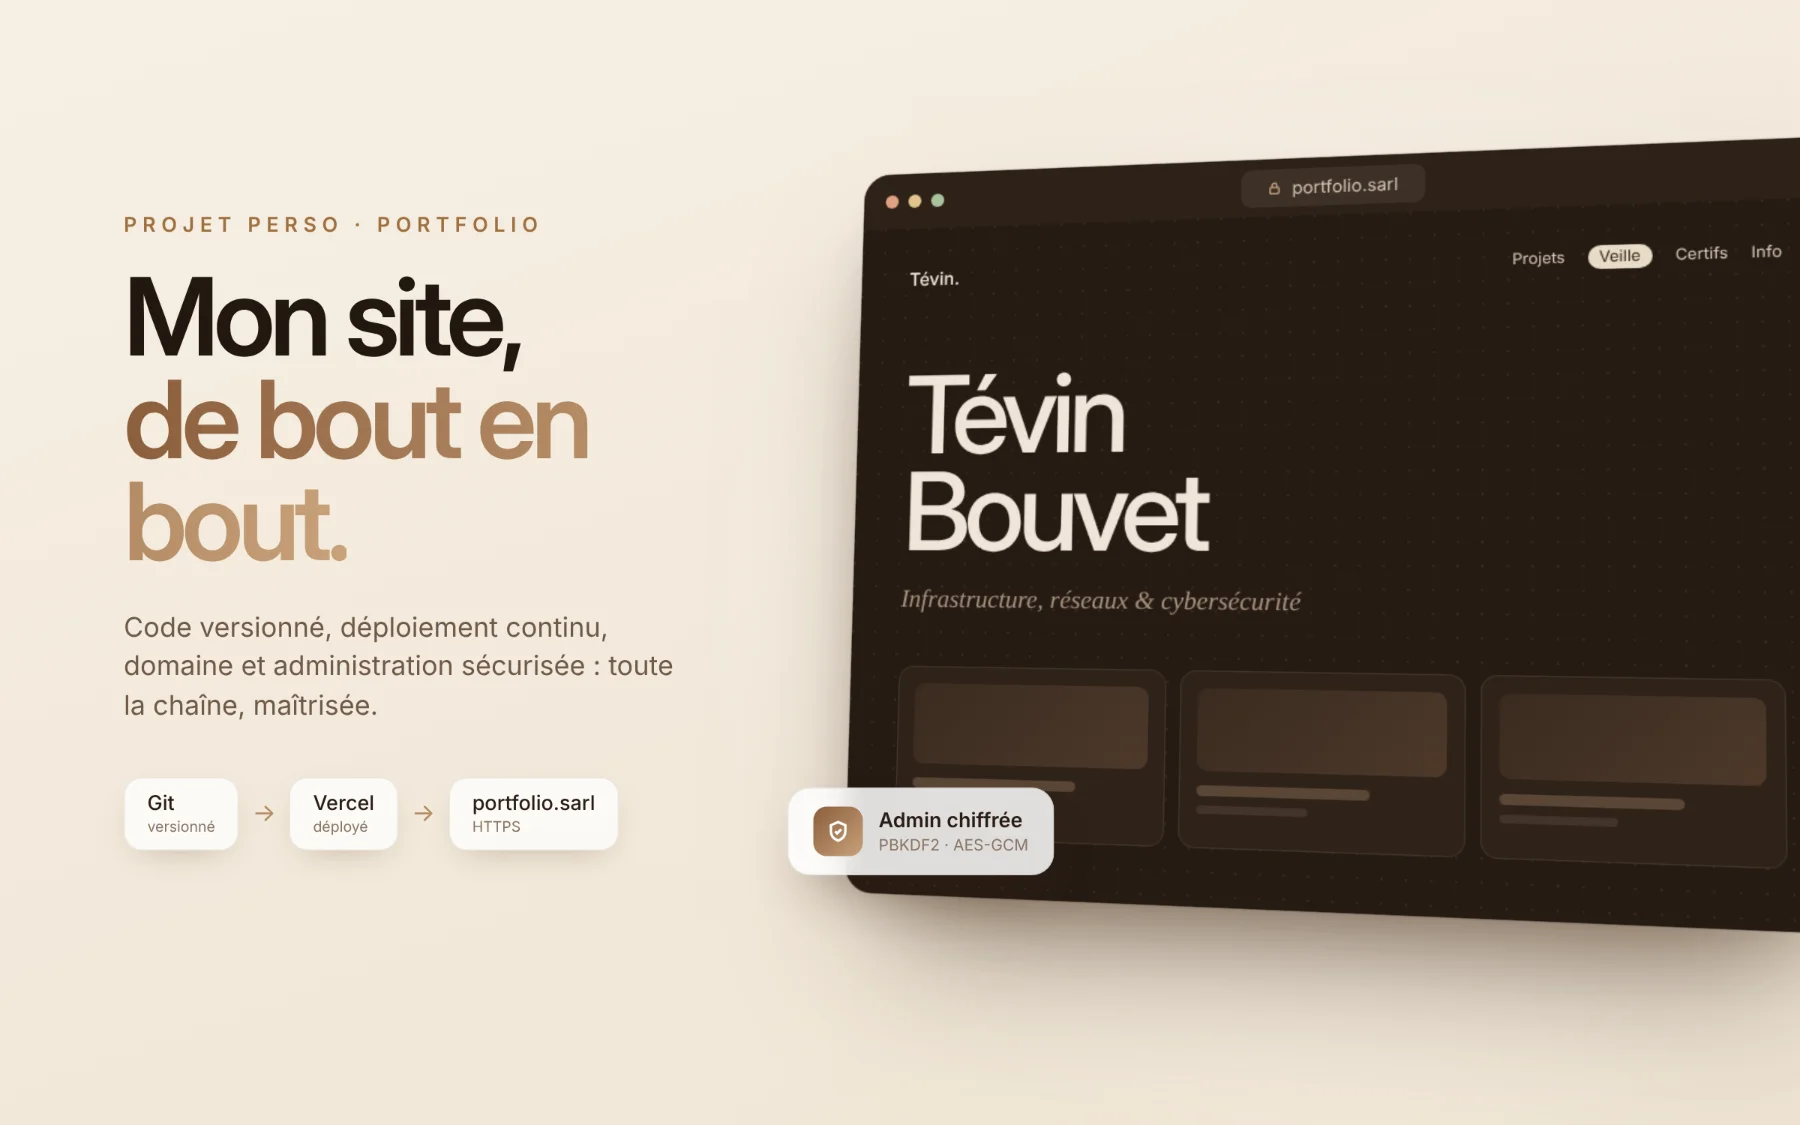 PROJET PERSO · PORTFOLIO
Mon site,
de bout en
bout.
Code versionné, déploiement continu,
domaine et administration sécurisée : toute
la chaîne, maîtrisée.
Git
versionné
→
Vercel
déployé
→
portfolio.sarl
HTTPS
portfolio.sarl
Tévin.
Projets
Veille
Certifs
Info
Tévin
Bouvet
Infrastructure, réseaux & cybersécurité
Admin chiffrée
PBKDF2 · AES-GCM